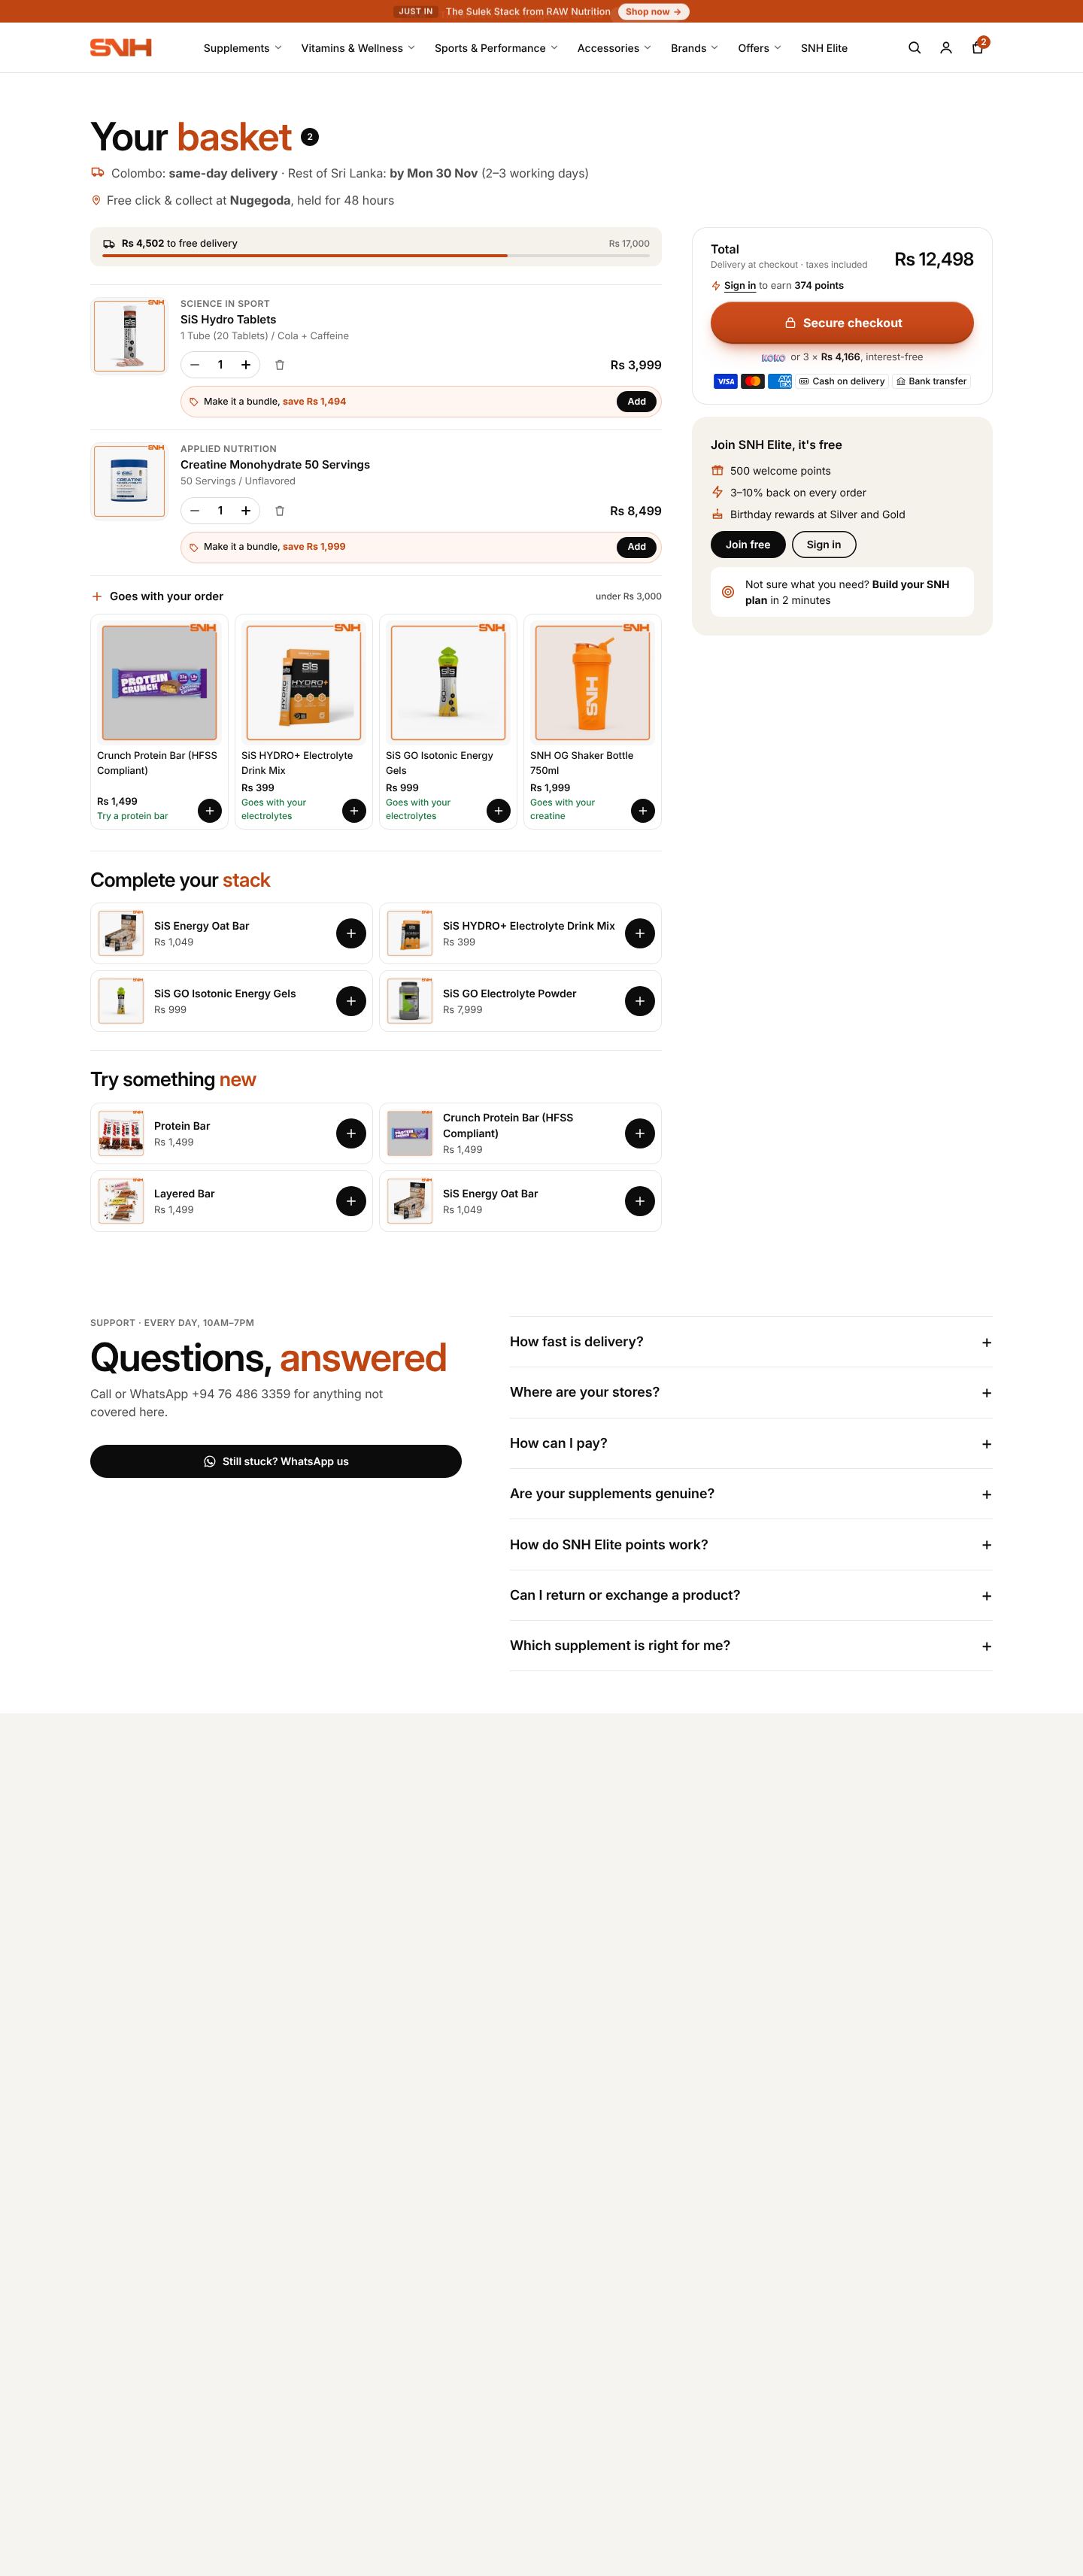 JUST IN The Sulek Stack from RAW Nutrition Shop now →
SNH
Supplements Vitamins & Wellness Sports & Performance Accessories Brands Offers SNH Elite
2
Your basket 2
Colombo: same-day delivery · Rest of Sri Lanka: by Mon 30 Nov (2–3 working days)
Free click & collect at Nugegoda, held for 48 hours
Rs 4,502 to free delivery Rs 17,000
SCIENCE IN SPORT
SiS Hydro Tablets
1 Tube (20 Tablets) / Cola + Caffeine
1 Rs 3,999
Make it a bundle, save Rs 1,494 Add
APPLIED NUTRITION
Creatine Monohydrate 50 Servings
50 Servings / Unflavored
1 Rs 8,499
Make it a bundle, save Rs 1,999 Add
Total
Delivery at checkout · taxes included
Rs 12,498
Sign in to earn 374 points
Secure checkout
KOKO or 3 × Rs 4,166, interest-free
VISA Cash on delivery Bank transfer
Join SNH Elite, it's free
500 welcome points
3–10% back on every order
Birthday rewards at Silver and Gold
Join free Sign in
Not sure what you need? Build your SNH
plan in 2 minutes
Goes with your order under Rs 3,000
SNH
PROTEIN
CRUNCH
Crunch Protein Bar (HFSS
Compliant)
Rs 1,499
Try a protein bar
SNH
SiS
HYDRO+
SiS HYDRO+ Electrolyte
Drink Mix
Rs 399
Goes with your
electrolytes
SNH
SiS
GO
SiS GO Isotonic Energy
Gels
Rs 999
Goes with your
electrolytes
SNH
SNH
SNH OG Shaker Bottle
750ml
Rs 1,999
Goes with your
creatine
Complete your stack
SiS Energy Oat Bar
Rs 1,049
SiS HYDRO+ Electrolyte Drink Mix
Rs 399
SiS GO Isotonic Energy Gels
Rs 999
SiS GO Electrolyte Powder
Rs 7,999
Try something new
Protein Bar
Rs 1,499
Crunch Protein Bar (HFSS
Compliant)
Rs 1,499
Layered Bar
Rs 1,499
SiS Energy Oat Bar
Rs 1,049
SUPPORT · EVERY DAY, 10AM–7PM
Questions, answered
Call or WhatsApp +94 76 486 3359 for anything not
covered here.
Still stuck? WhatsApp us
How fast is delivery?
Where are your stores?
How can I pay?
Are your supplements genuine?
How do SNH Elite points work?
Can I return or exchange a product?
Which supplement is right for me?